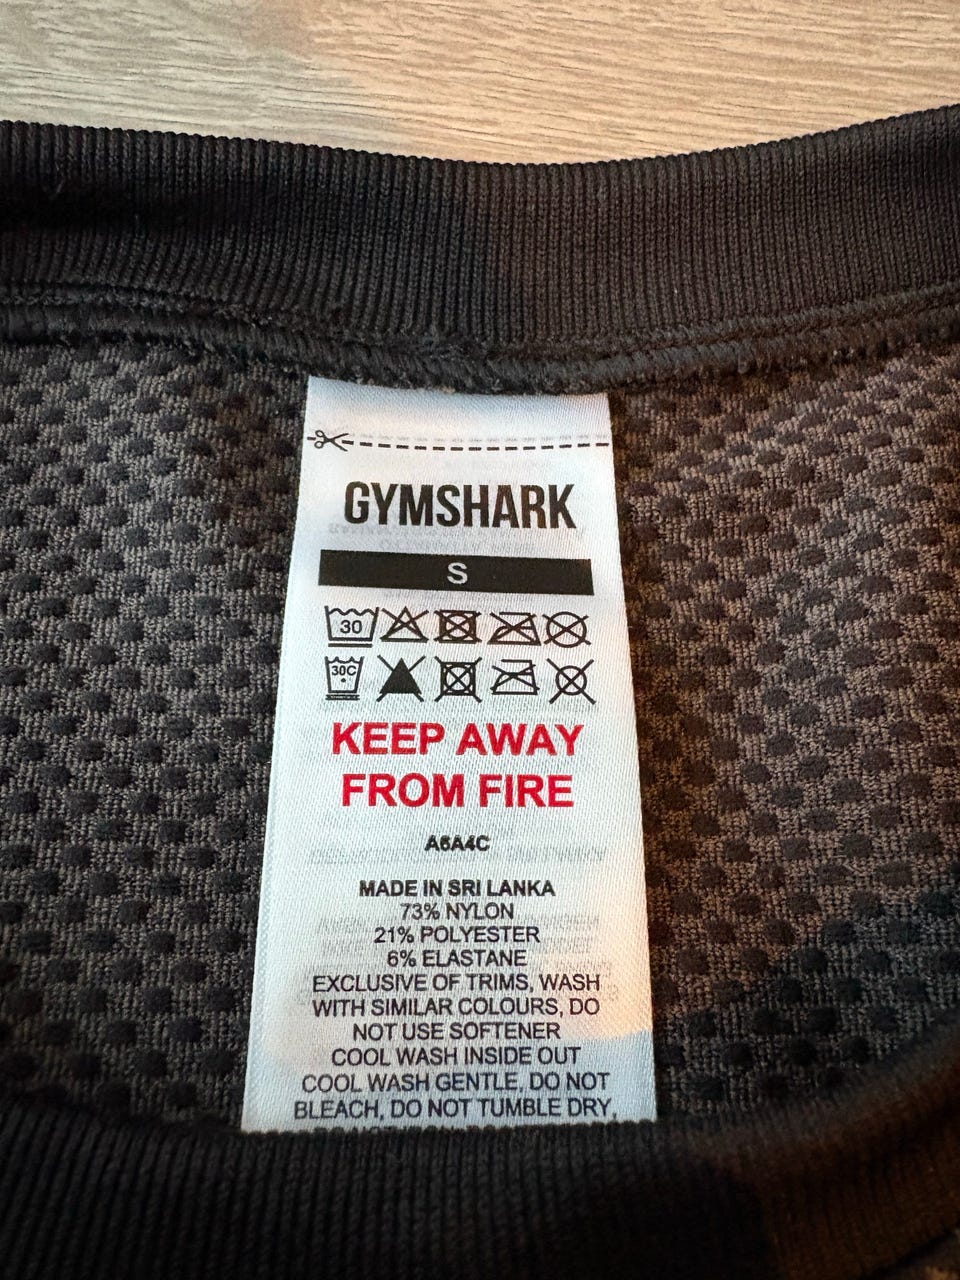 GYMSHARK
S
30
30C
KEEP AWAY
FROM FIRE
A6A4C
MADE IN SRI LANKA
73% NYLON
21% POLYESTER
6% ELASTANE
EXCLUSIVE OF TRIMS, WASH
WITH SIMILAR COLOURS, DO
NOT USE SOFTENER
COOL WASH INSIDE OUT
COOL WASH GENTLE, DO NOT
BLEACH, DO NOT TUMBLE DRY,